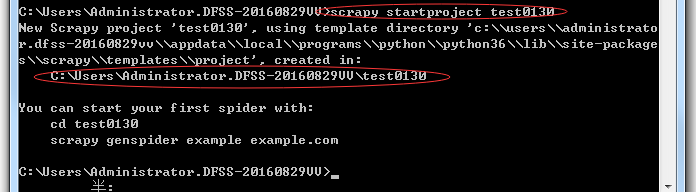 C:\Users\Administrator.DFSS-20160829VV>scrapy startproject test0130
New Scrapy project 'test0130', using template directory 'c:\\users\\administrato
r.dfss-20160829vv\\appdata\\local\\programs\\python\\python36\\lib\\site-package
s\\scrapy\\templates\\project', created in:
C:\Users\Administrator.DFSS-20160829VV\test0130
You can start your first spider with:
cd test0130
scrapy genspider example example.com
C:\Users\Administrator.DFSS-20160829VV>_
半: